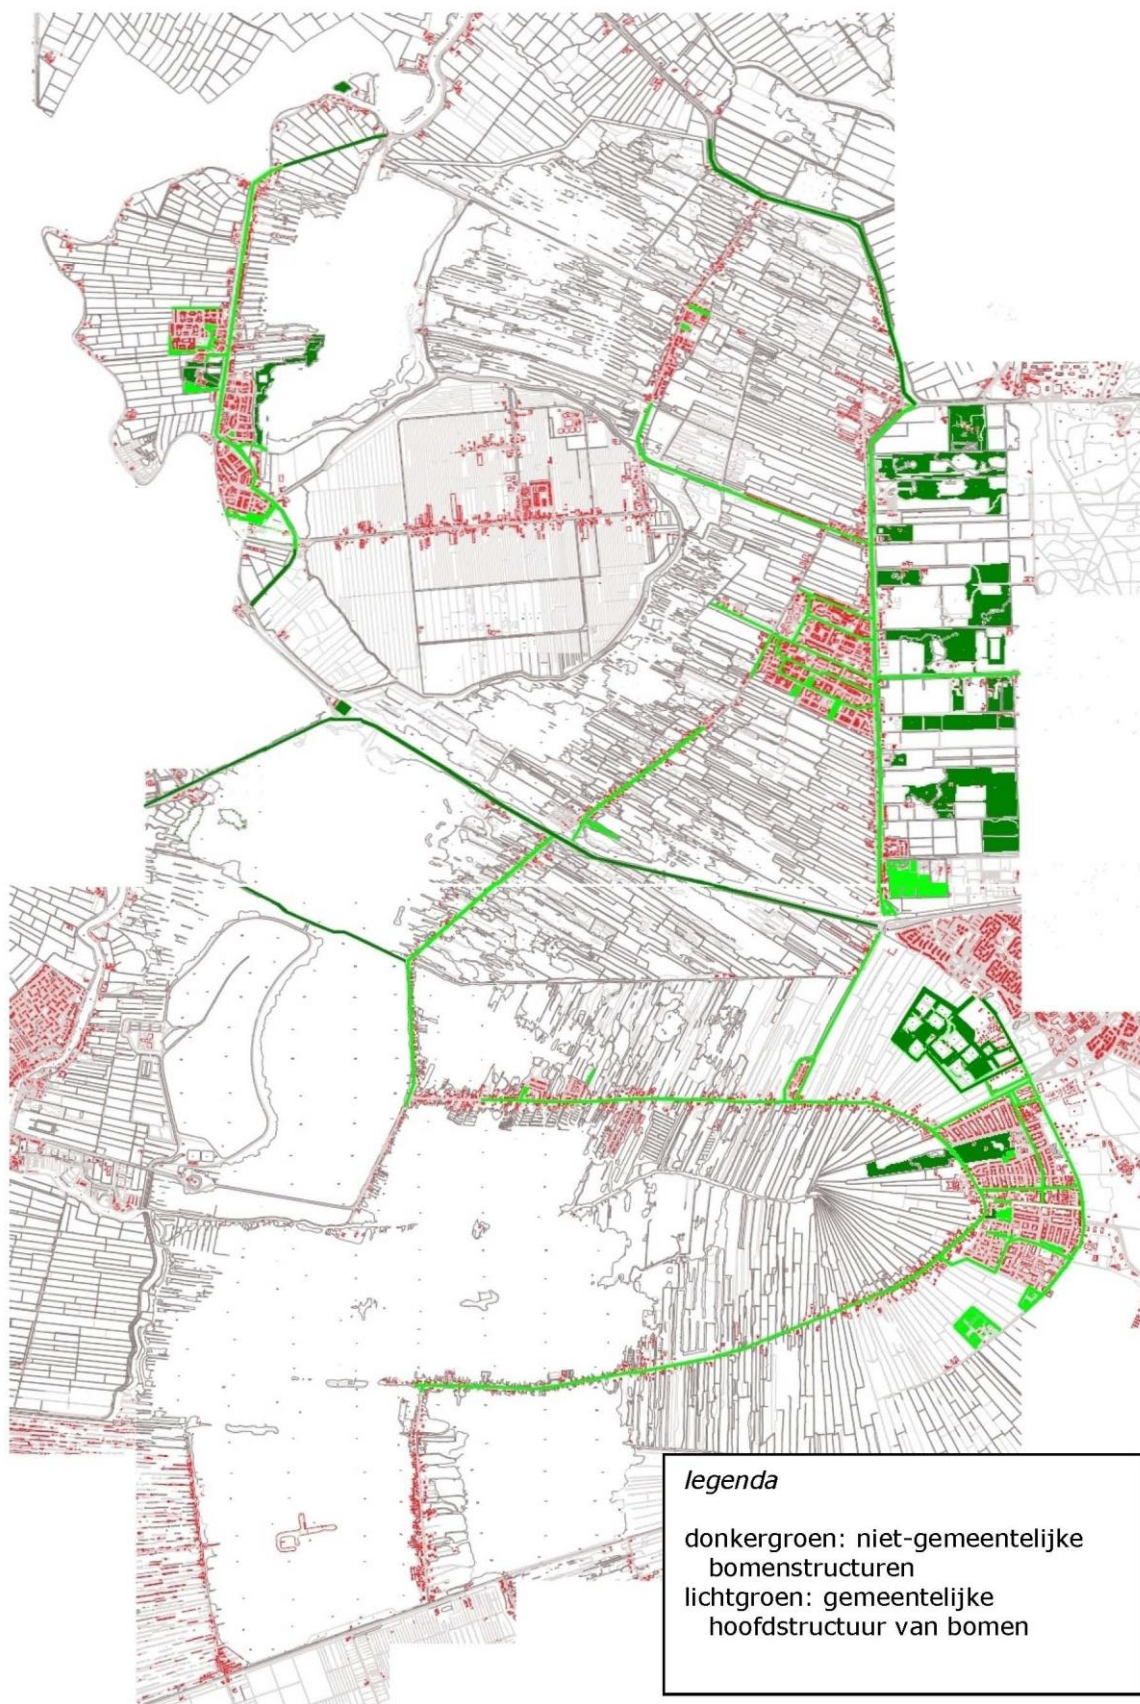 legenda
donkergroen: niet-gemeentelijke
bomenstructuren
lichtgroen: gemeentelijke
hoofdstructuur van bomen